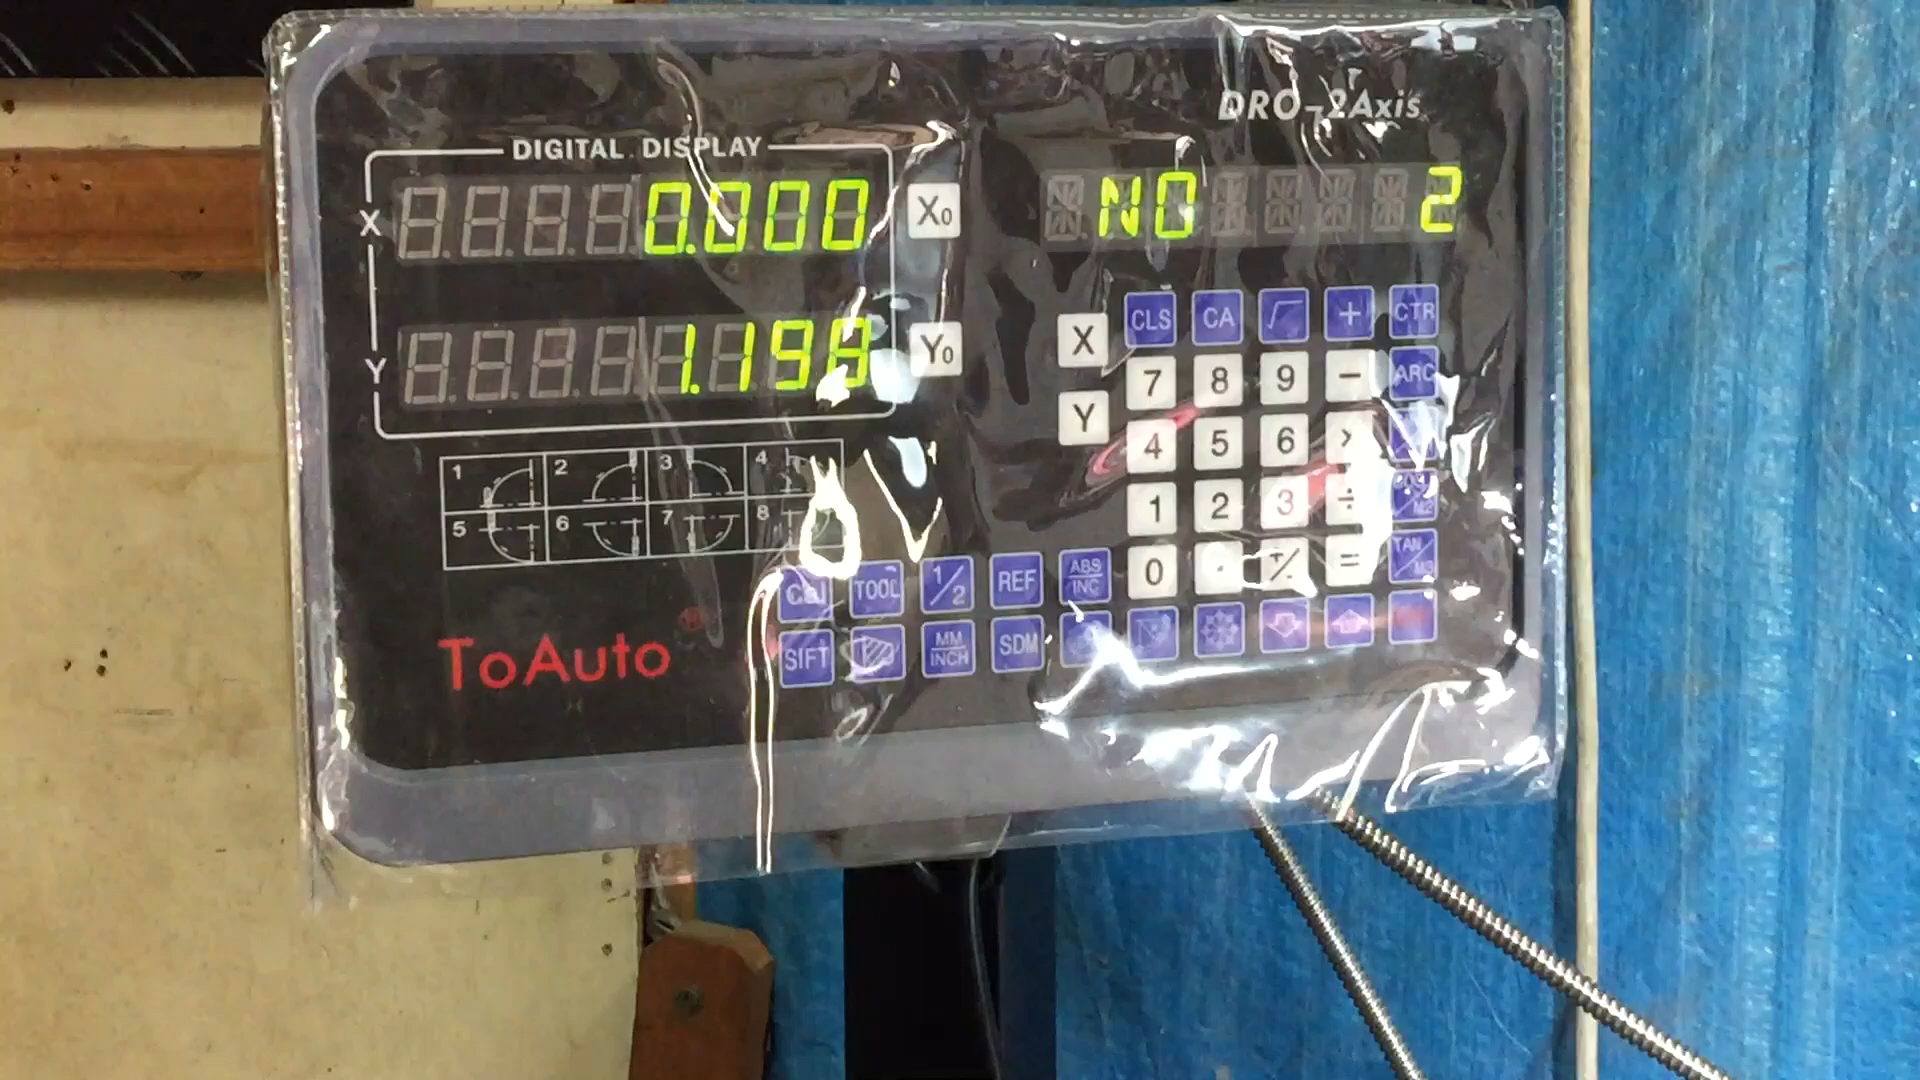 DRO-2Axis
DIGITAL DISPLAY
X 0.000 X0
NO 2
Y 1.198 Y0
X
Y
CLS CA √ + CTR
7 8 9 − ARC
4 5 6
1 2 3 ÷
0 . +/− = TAN/M3
1 2 3 4
5 6 7 8
TOOL 1/2 REF ABS/INC
SIFT MM/INCH SDM
ToAuto